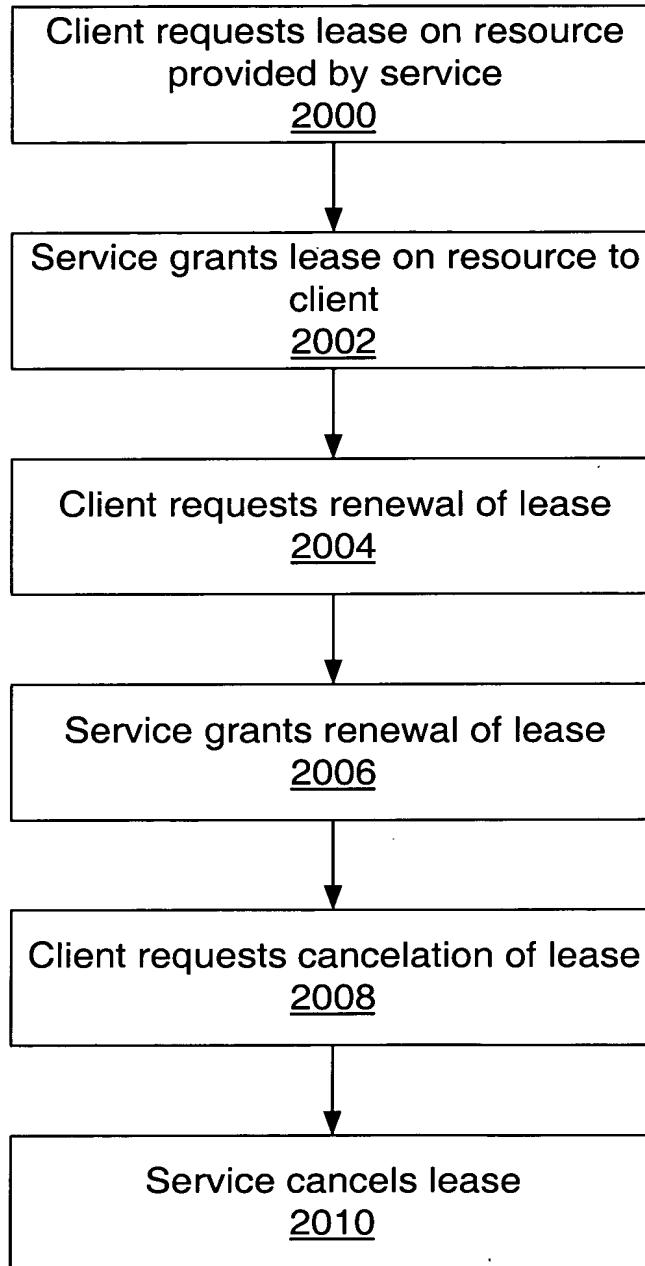 Client requests lease on resource
provided by service
2000
Service grants lease on resource to
client
2002
Client requests renewal of lease
2004
Service grants renewal of lease
2006
Client requests cancelation of lease
2008
Service cancels lease
2010